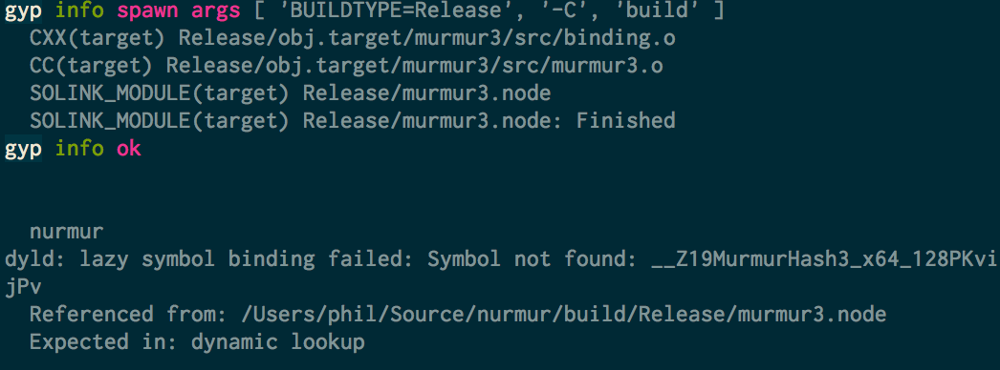 gyp info spawn args [ 'BUILDTYPE=Release', '-C', 'build' ]
  CXX(target) Release/obj.target/murmur3/src/binding.o
  CC(target) Release/obj.target/murmur3/src/murmur3.o
  SOLINK_MODULE(target) Release/murmur3.node
  SOLINK_MODULE(target) Release/murmur3.node: Finished
gyp info ok
  nurmur
dyld: lazy symbol binding failed: Symbol not found: __Z19MurmurHash3_x64_128PKvi
jPv
  Referenced from: /Users/phil/Source/nurmur/build/Release/murmur3.node
  Expected in: dynamic lookup